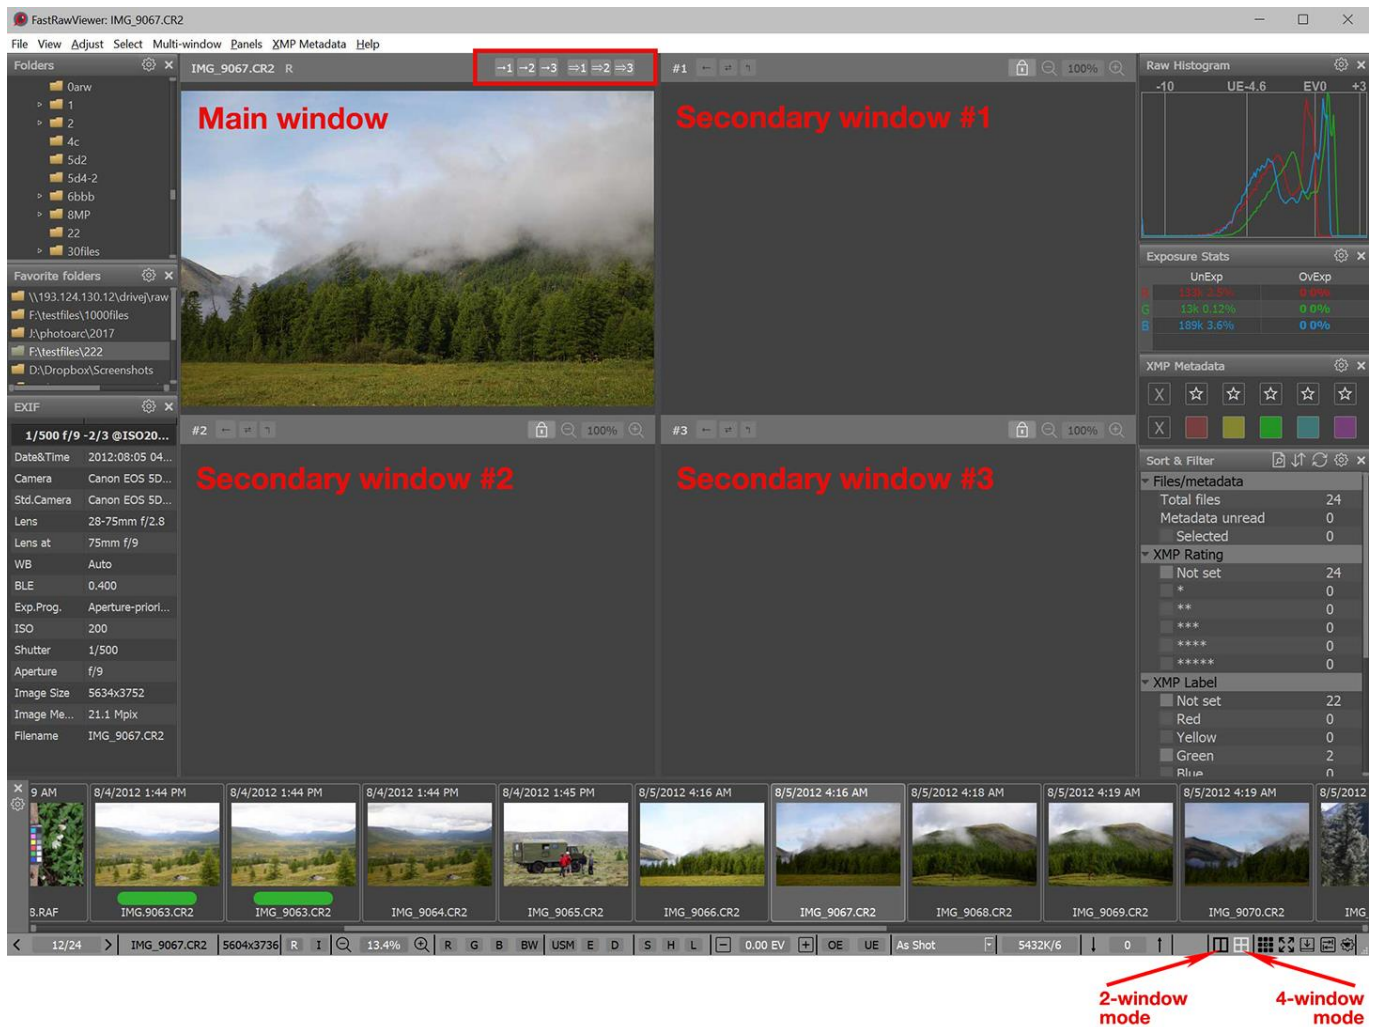 FastRawViewer: IMG_9067.CR2
File View Adjust Select Multi-window Panels XMP Metadata Help
Folders
0arw
1
2
4c
5d2
5d4-2
6bbb
8MP
22
30files
Favorite folders
\\193.124.130.12\drivej\raw
F:\testfiles\1000files
J:\photoarc\2017
F:\testfiles\222
D:\Dropbox\Screenshots
EXIF
1/500 f/9 -2/3 @ISO20...
Date&Time 2012:08:05 04...
Camera Canon EOS 5D...
Std.Camera Canon EOS 5D...
Lens 28-75mm f/2.8
Lens at 75mm f/9
WB Auto
BLE 0.400
Exp.Prog. Aperture-priori...
ISO 200
Shutter 1/500
Aperture f/9
Image Size 5634x3752
Image Me... 21.1 Mpix
Filename IMG_9067.CR2
IMG_9067.CR2 R →1 →2 →3 ⇒1 ⇒2 ⇒3
Main window
#1 100%
Secondary window #1
#2 100%
Secondary window #2
#3 100%
Secondary window #3
Raw Histogram
-10 UE-4.6 EV0 +3
Exposure Stats
UnExp OvExp
0 0%
G 13k 0.12% 0 0%
B 189k 3.6% 0 0%
XMP Metadata
X
X
Sort & Filter
Files/metadata
Total files 24
Metadata unread 0
Selected 0
XMP Rating
Not set 24
* 0
** 0
*** 0
**** 0
***** 0
XMP Label
Not set 22
Red 0
Yellow 0
Green 2
Blue 0
9 AM 8/4/2012 1:44 PM 8/4/2012 1:44 PM 8/4/2012 1:44 PM 8/4/2012 1:45 PM 8/5/2012 4:16 AM 8/5/2012 4:16 AM 8/5/2012 4:18 AM 8/5/2012 4:19 AM 8/5/2012 4:19 AM 8/5/2012
8.RAF IMG.9063.CR2 IMG_9063.CR2 IMG_9064.CR2 IMG_9065.CR2 IMG_9066.CR2 IMG_9067.CR2 IMG_9068.CR2 IMG_9069.CR2 IMG_9070.CR2 IMG_
12/24 IMG_9067.CR2 5604x3736 R I 13.4% R G B BW USM E D S H L 0.00 EV OE UE As Shot 5432K/6 0
2-window
mode
4-window
mode